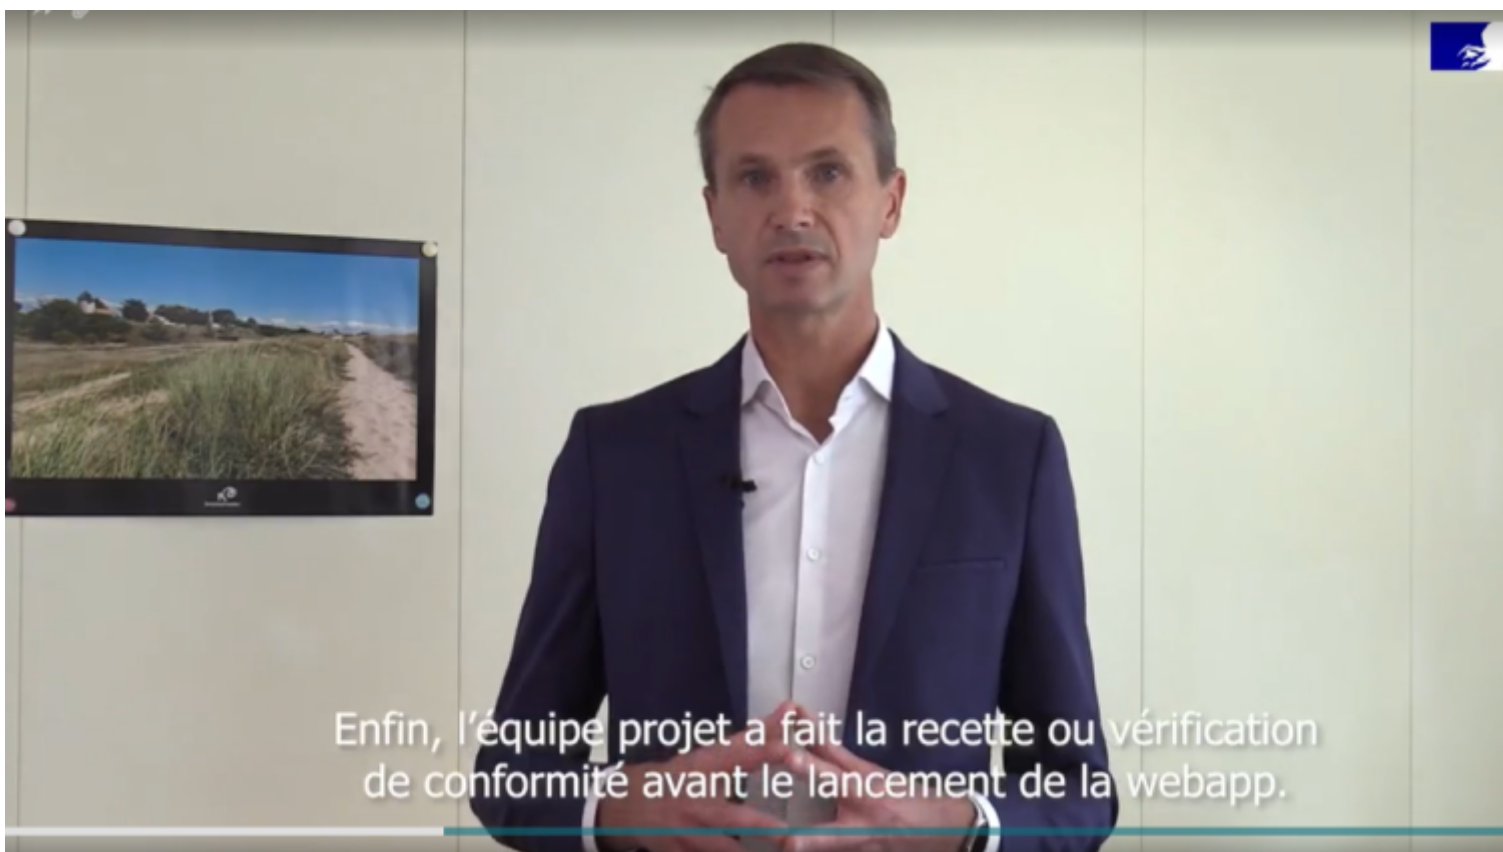 Enfin, l'équipe projet a fait la recette ou vérification
de conformité avant le lancement de la webapp.